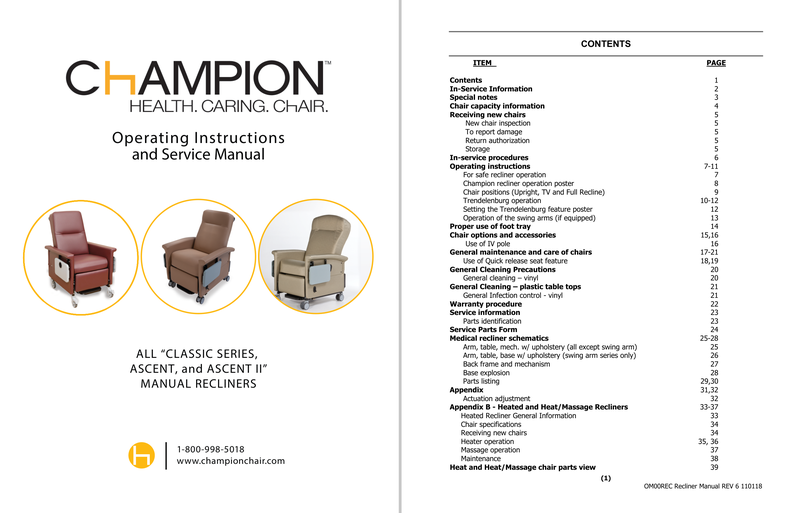 CHAMPION™
HEALTH. CARING. CHAIR.
Operating Instructions
and Service Manual
ALL “CLASSIC SERIES,
ASCENT, and ASCENT II”
MANUAL RECLINERS
1-800-998-5018
www.championchair.com
CONTENTS
ITEM PAGE
Contents 1
In-Service Information 2
Special notes 3
Chair capacity information 4
Receiving new chairs 5
New chair inspection 5
To report damage 5
Return authorization 5
Storage 5
In-service procedures 6
Operating instructions 7-11
For safe recliner operation 7
Champion recliner operation poster 8
Chair positions (Upright, TV and Full Recline) 9
Trendelenburg operation 10-12
Setting the Trendelenburg feature poster 12
Operation of the swing arms (if equipped) 13
Proper use of foot tray 14
Chair options and accessories 15,16
Use of IV pole 16
General maintenance and care of chairs 17-21
Use of Quick release seat feature 18,19
General Cleaning Precautions 20
General cleaning – vinyl 20
General Cleaning – plastic table tops 21
General Infection control - vinyl 21
Warranty procedure 22
Service information 23
Parts identification 23
Service Parts Form 24
Medical recliner schematics 25-28
Arm, table, mech. w/ upholstery (all except swing arm) 25
Arm, table, base w/ upholstery (swing arm series only) 26
Back frame and mechanism 27
Base explosion 28
Parts listing 29,30
Appendix 31,32
Actuation adjustment 32
Appendix B - Heated and Heat/Massage Recliners 33-37
Heated Recliner General Information 33
Chair specifications 34
Receiving new chairs 34
Heater operation 35, 36
Massage operation 37
Maintenance 38
Heat and Heat/Massage chair parts view 39
(1)
OM00REC Recliner Manual REV 6 110118